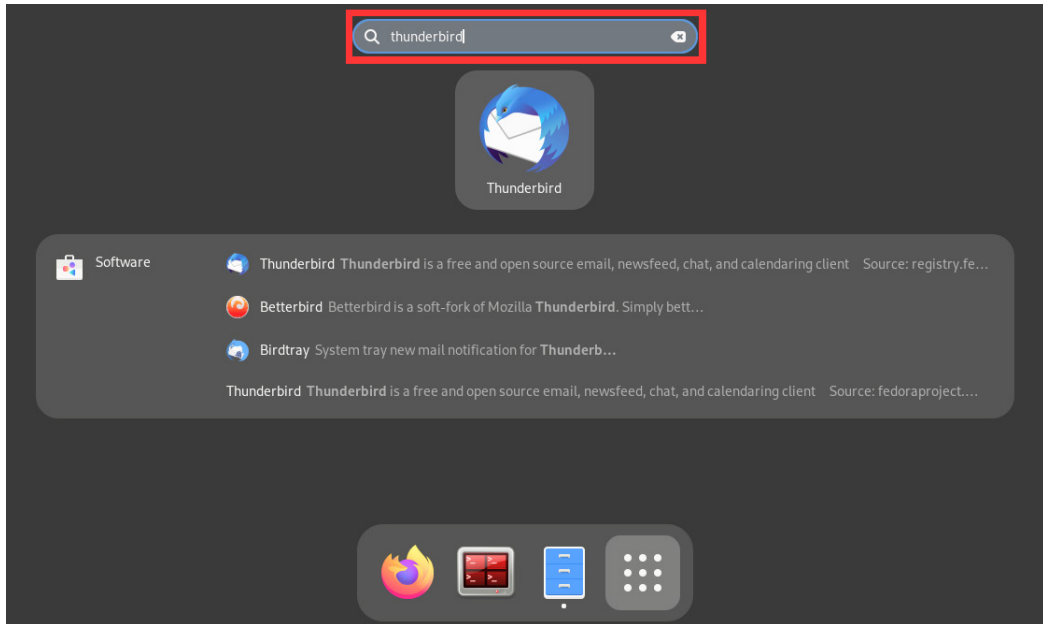 thunderbird
Thunderbird
Software
Thunderbird Thunderbird is a free and open source email, newsfeed, chat, and calendaring client Source: registry.fe...
Betterbird Betterbird is a soft-fork of Mozilla Thunderbird. Simply bett...
Birdtray System tray new mail notification for Thunderb...
Thunderbird Thunderbird is a free and open source email, newsfeed, chat, and calendaring client Source: fedoraproject....